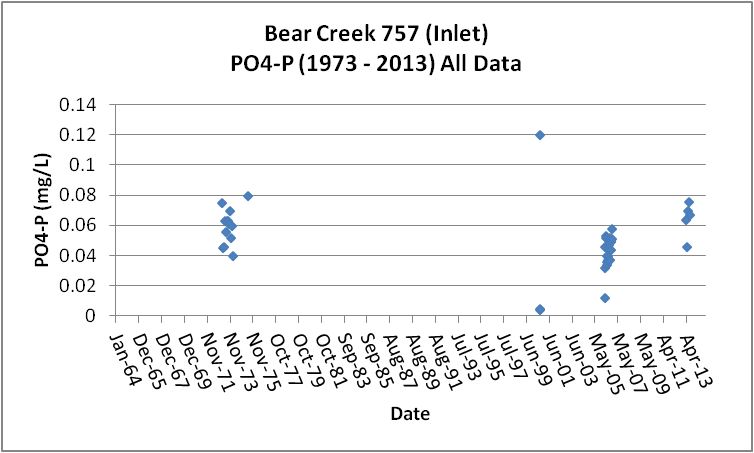 Bear Creek 757 (Inlet)
PO4-P (1973 - 2013) All Data
PO4-P (mg/L)
0.14
0.12
0.1
0.08
0.06
0.04
0.02
0
Jan-64
Dec-65
Dec-67
Dec-69
Nov-71
Nov-73
Nov-75
Oct-77
Oct-79
Oct-81
Sep-83
Sep-85
Aug-87
Aug-89
Aug-91
Jul-93
Jul-95
Jul-97
Jun-99
Jun-01
Jun-03
May-05
May-07
May-09
Apr-11
Apr-13
Date